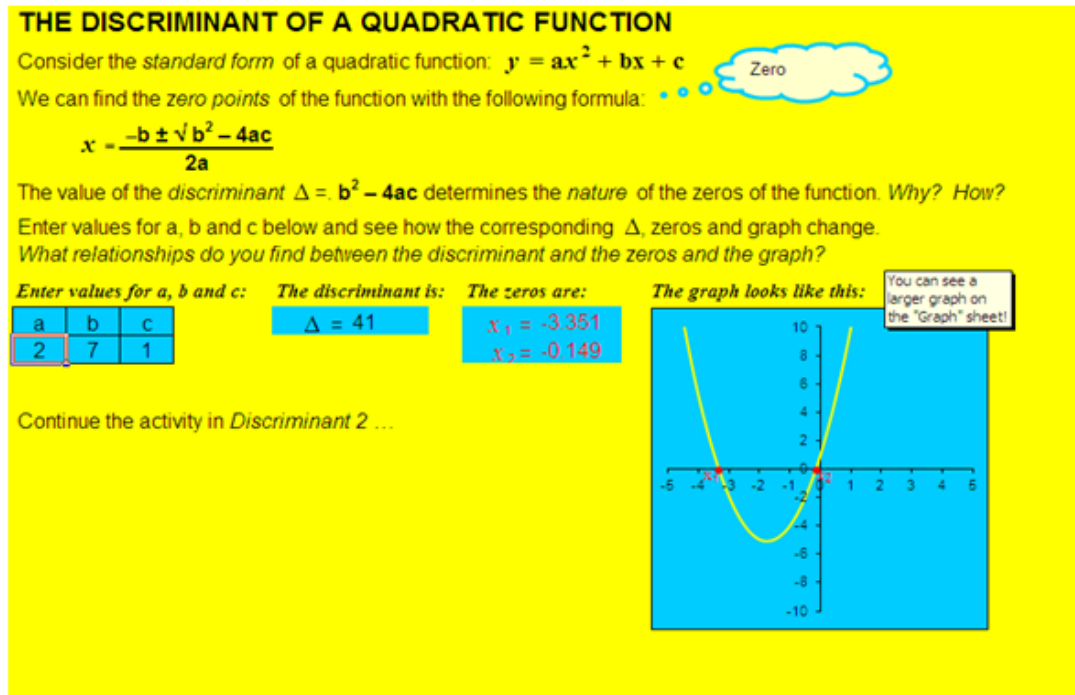 THE DISCRIMINANT OF A QUADRATIC FUNCTION
Consider the standard form of a quadratic function: y = ax² + bx + c
Zero
We can find the zero points of the function with the following formula:
x = –b ± √ b² – 4ac
2a
The value of the discriminant Δ =. b² – 4ac determines the nature of the zeros of the function. Why? How?
Enter values for a, b and c below and see how the corresponding Δ, zeros and graph change.
What relationships do you find between the discriminant and the zeros and the graph?
Enter values for a, b and c:
a b c
2 7 1
The discriminant is:
Δ = 41
The zeros are:
x₁ = -3.351
x₂ = -0.149
The graph looks like this:
You can see a
larger graph on
the "Graph" sheet!
10
8
6
4
2
0
-5 -4 -3 -2 -1 0 1 2 3 4 5
-2
-4
-6
-8
-10
Continue the activity in Discriminant 2 ...